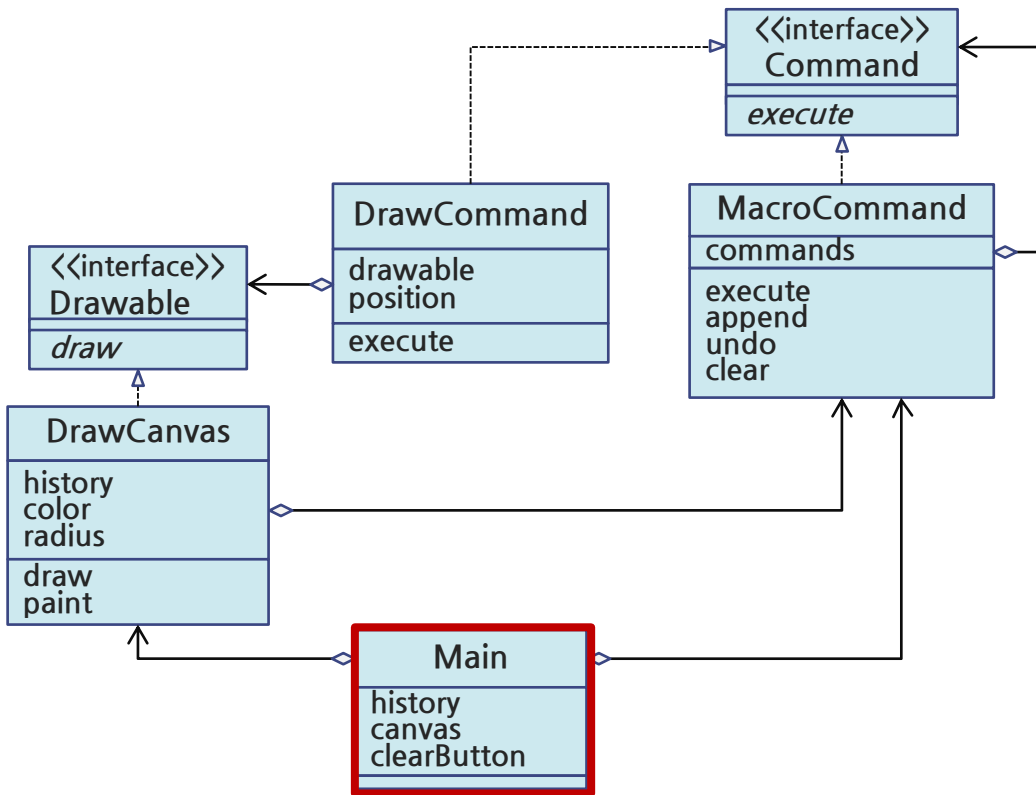 <<interface>>
Command
execute
DrawCommand
drawable
position
execute
MacroCommand
commands
execute
append
undo
clear
<<interface>>
Drawable
draw
DrawCanvas
history
color
radius
draw
paint
Main
history
canvas
clearButton